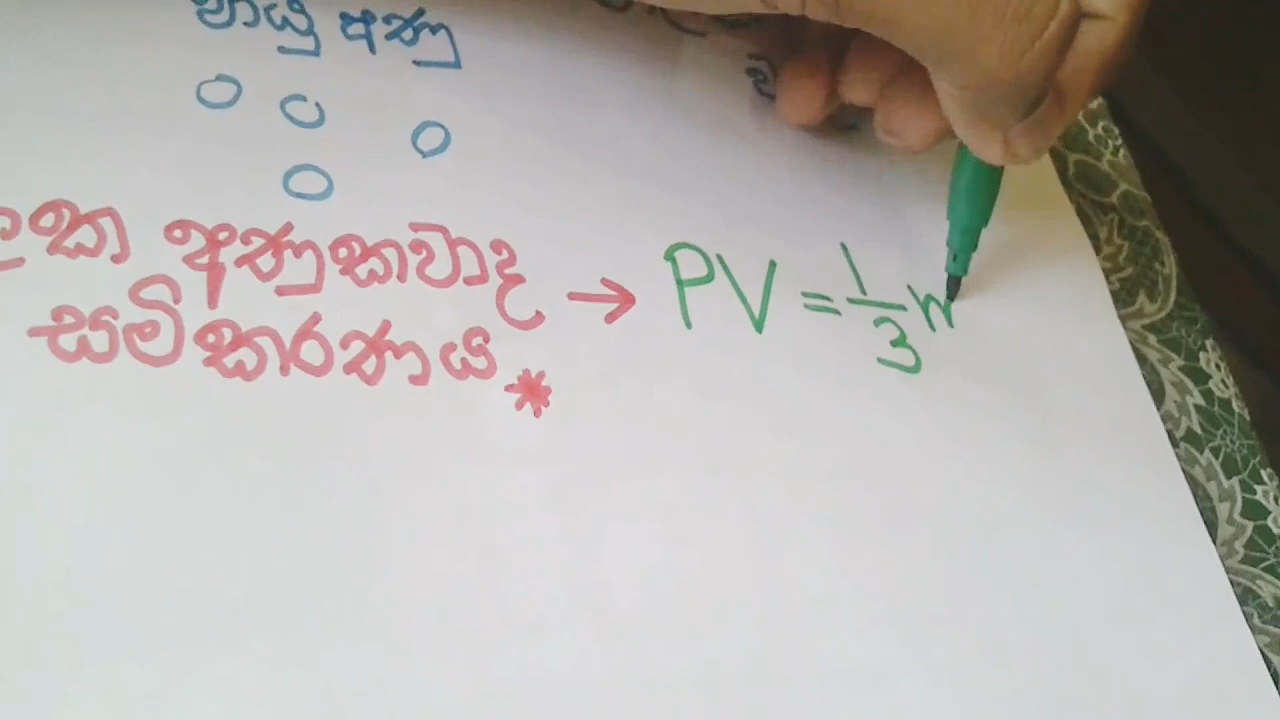 වායු අණු
අණුකවාද → PV = 1/3 m
සමිකරණය *